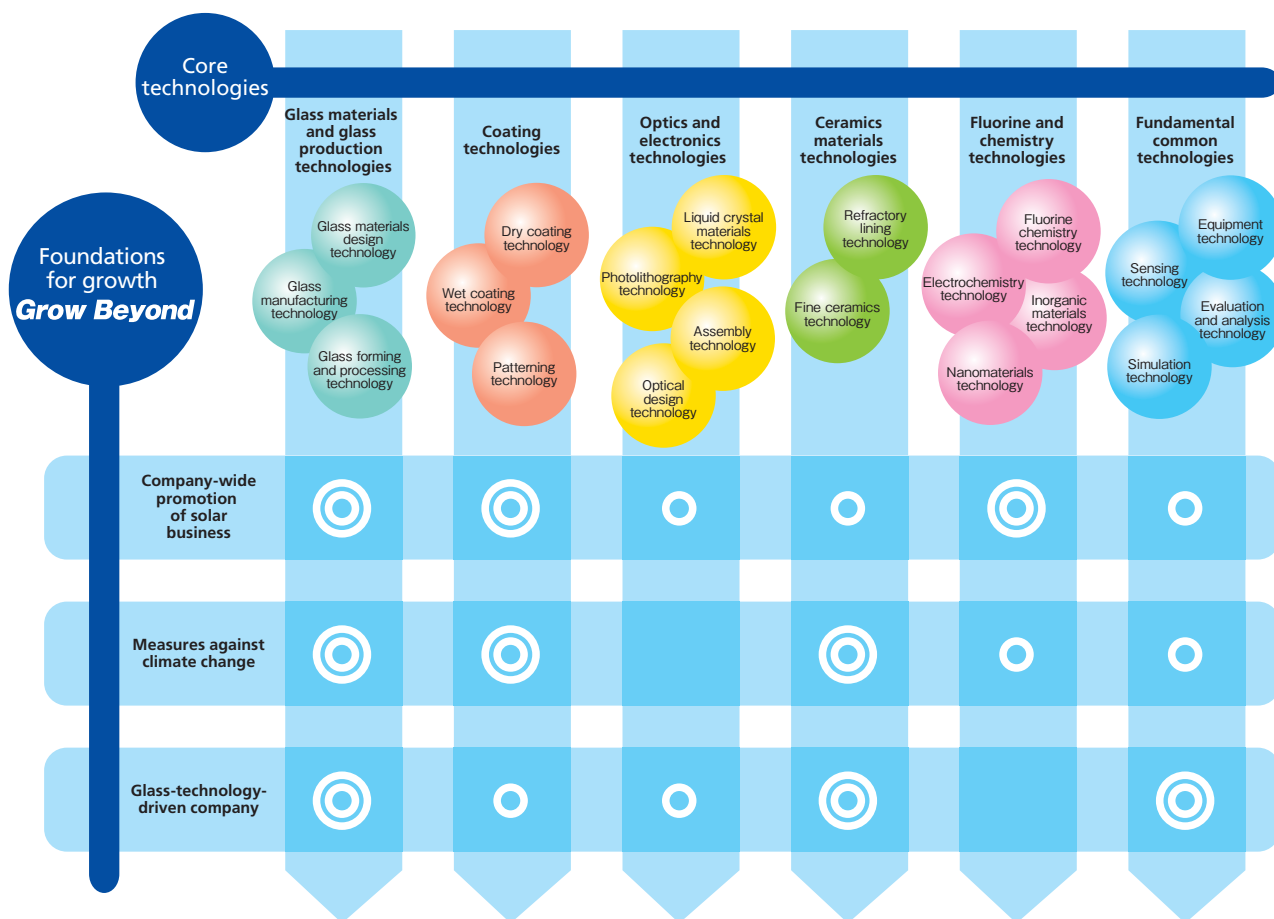 Core
technologies
Glass materials
and glass
production
technologies
Coating
technologies
Optics and
electronics
technologies
Ceramics
materials
technologies
Fluorine and
chemistry
technologies
Fundamental
common
technologies
Foundations
for growth
Grow Beyond
Glass materials
design
technology
Glass
manufacturing
technology
Glass forming
and processing
technology
Dry coating
technology
Wet coating
technology
Patterning
technology
Liquid crystal
materials
technology
Photolithography
technology
Assembly
technology
Optical
design
technology
Refractory
lining
technology
Fine ceramics
technology
Fluorine
chemistry
technology
Electrochemistry
technology
Inorganic
materials
technology
Nanomaterials
technology
Equipment
technology
Sensing
technology
Evaluation
and analysis
technology
Simulation
technology
Company-wide
promotion
of solar
business
Measures against
climate change
Glass-technology-
driven company